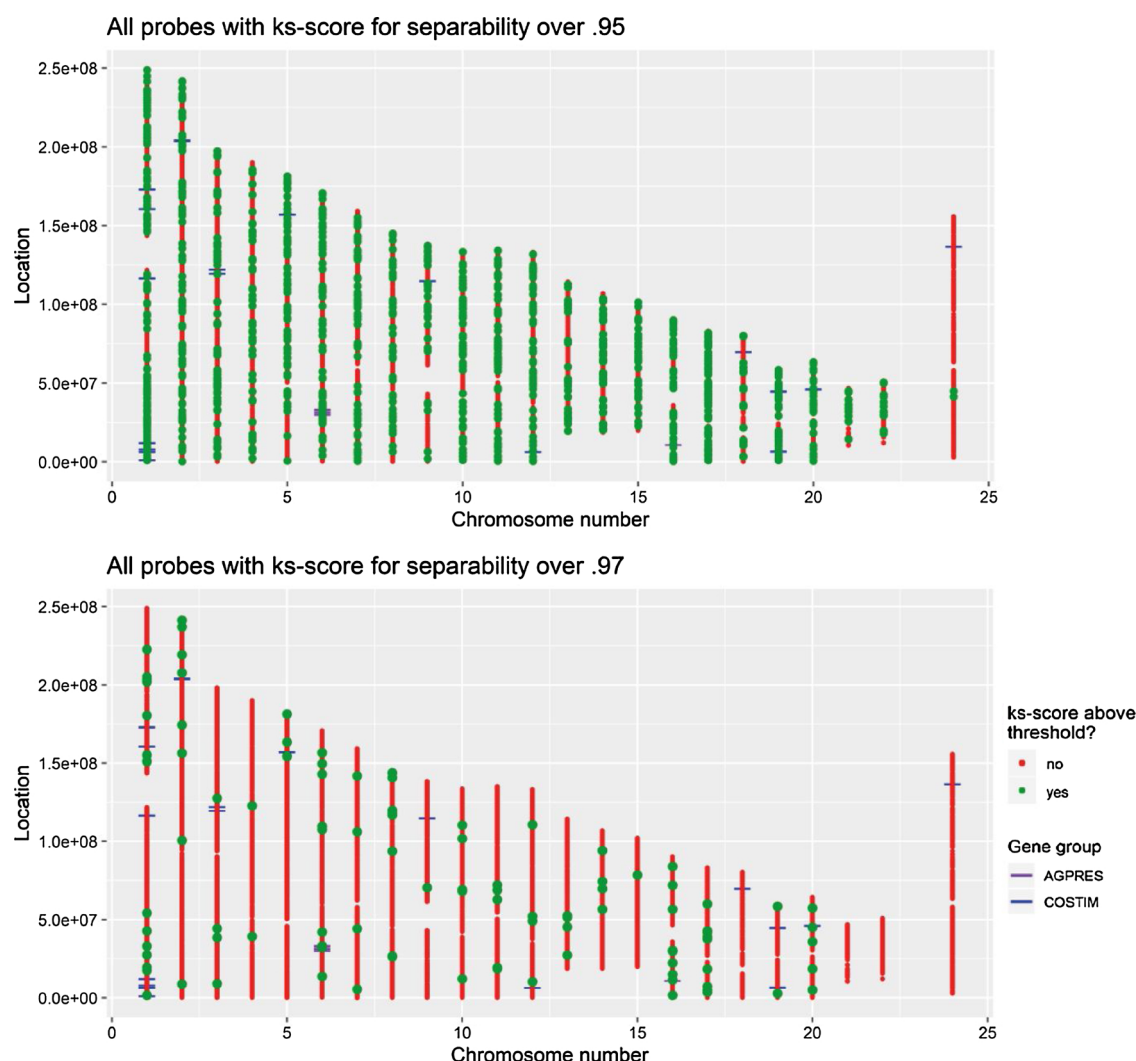 All probes with ks-score for separability over .95
2.5e+08
2.0e+08
1.5e+08
1.0e+08
5.0e+07
0.0e+00
Location
0 5 10 15 20 25
Chromosome number
All probes with ks-score for separability over .97
2.5e+08
2.0e+08
1.5e+08
1.0e+08
5.0e+07
0.0e+00
Location
0 5 10 15 20 25
Chromosome number
ks-score above
threshold?
no
yes
Gene group
AGPRES
COSTIM